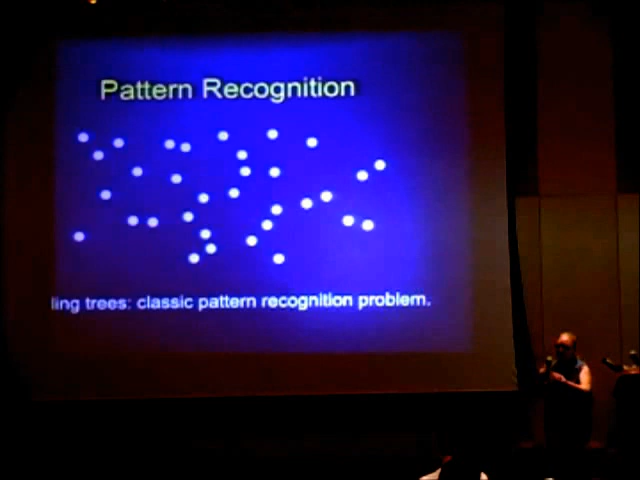 Pattern Recognition
ling trees: classic pattern recognition problem.